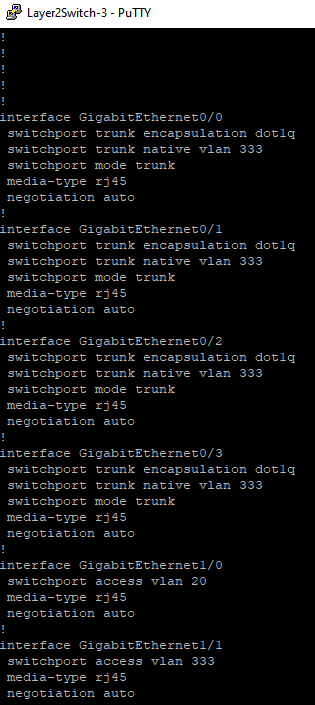 Layer2Switch-3 - PuTTY
!
!
!
!
!
interface GigabitEthernet0/0
 switchport trunk encapsulation dot1q
 switchport trunk native vlan 333
 switchport mode trunk
 media-type rj45
 negotiation auto
!
interface GigabitEthernet0/1
 switchport trunk encapsulation dot1q
 switchport trunk native vlan 333
 switchport mode trunk
 media-type rj45
 negotiation auto
!
interface GigabitEthernet0/2
 switchport trunk encapsulation dot1q
 switchport trunk native vlan 333
 switchport mode trunk
 media-type rj45
 negotiation auto
!
interface GigabitEthernet0/3
 switchport trunk encapsulation dot1q
 switchport trunk native vlan 333
 switchport mode trunk
 media-type rj45
 negotiation auto
!
interface GigabitEthernet1/0
 switchport access vlan 20
 media-type rj45
 negotiation auto
!
interface GigabitEthernet1/1
 switchport access vlan 333
 media-type rj45
 negotiation auto